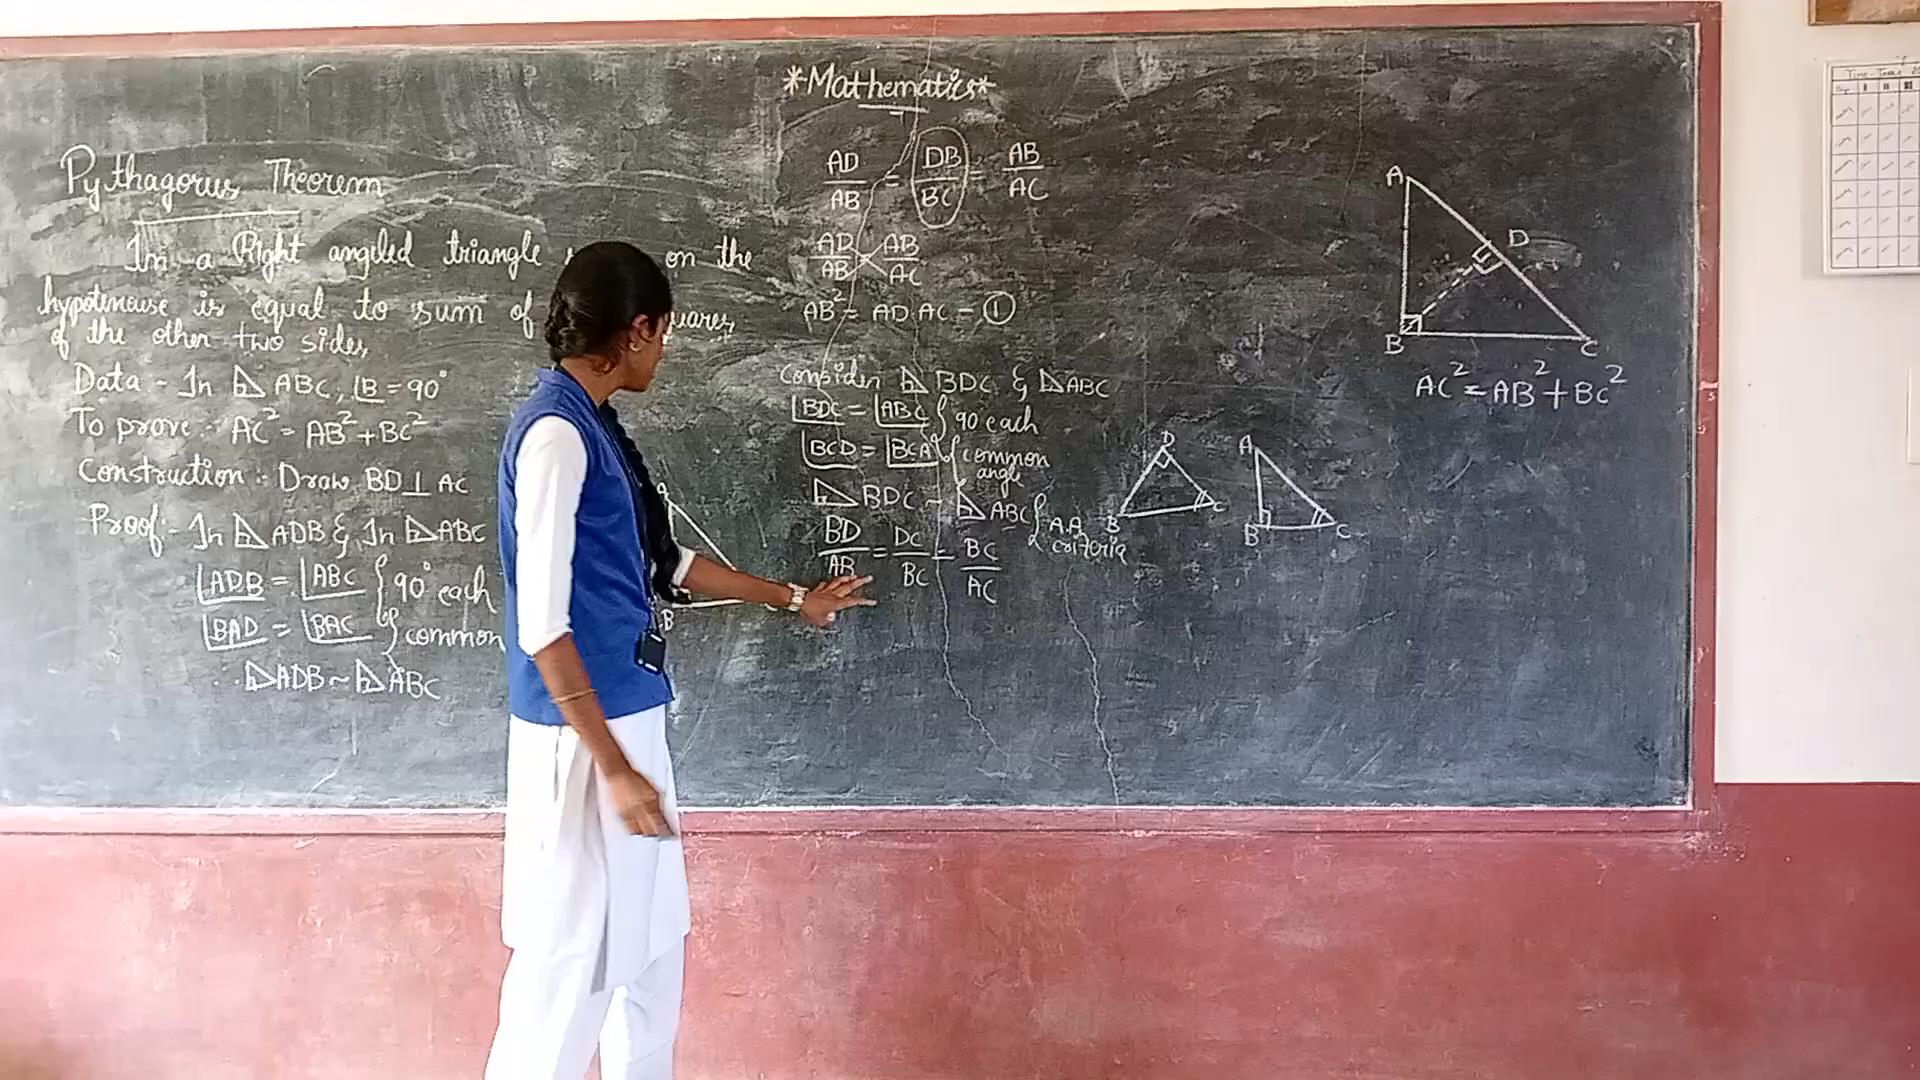 *Mathematics*
Pythagorus Theorem
In a Right angled triangle on the
hypotenouse is equal to sum of
of the other two sides,
Data - In ⊿ ABC, ∠B = 90°
To prove :- AC² = AB² + BC²
Construction :- Draw BD ⊥ AC
Proof :- In ⊿ADB & In ⊿ABC
∠ADB = ∠ABC { 90° each
∠BAD = ∠BAC { common
∴ ⊿ADB ~ ⊿ABC
B
AD/AB = DB/BC = AB/AC
AD/AB = AB/AC
AB² = AD.AC - ①
Consider ⊿ BDC & ⊿ABC
∠BDC = ∠ABC { 90 each
∠BCD = ∠BCA { common angle
⊿ BDC ~ ⊿ ABC { A.A criteria
BD/AB = DC/BC = BC/AC
D
B
C
A
B
C
A
D
B
C
AC² = AB² + BC²